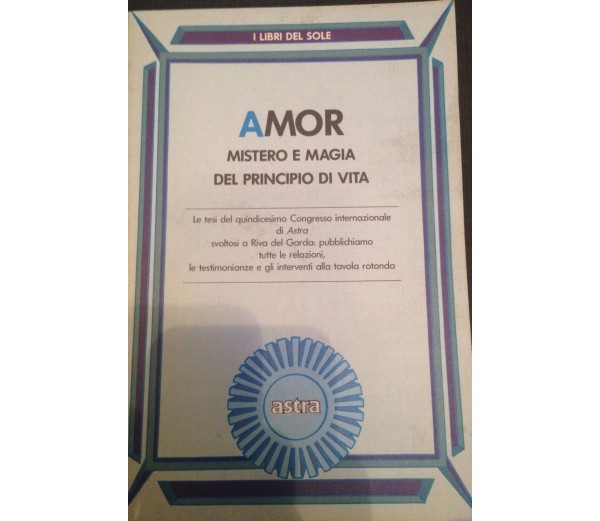 I LIBRI DEL SOLE
AMOR
MISTERO E MAGIA
DEL PRINCIPIO DI VITA
Le tesi del quindicesimo Congresso internazionale
di Astra
svoltosi a Riva del Garda: pubblichiamo
tutte le relazioni,
le testimonianze e gli interventi alla tavola rotonda
astra